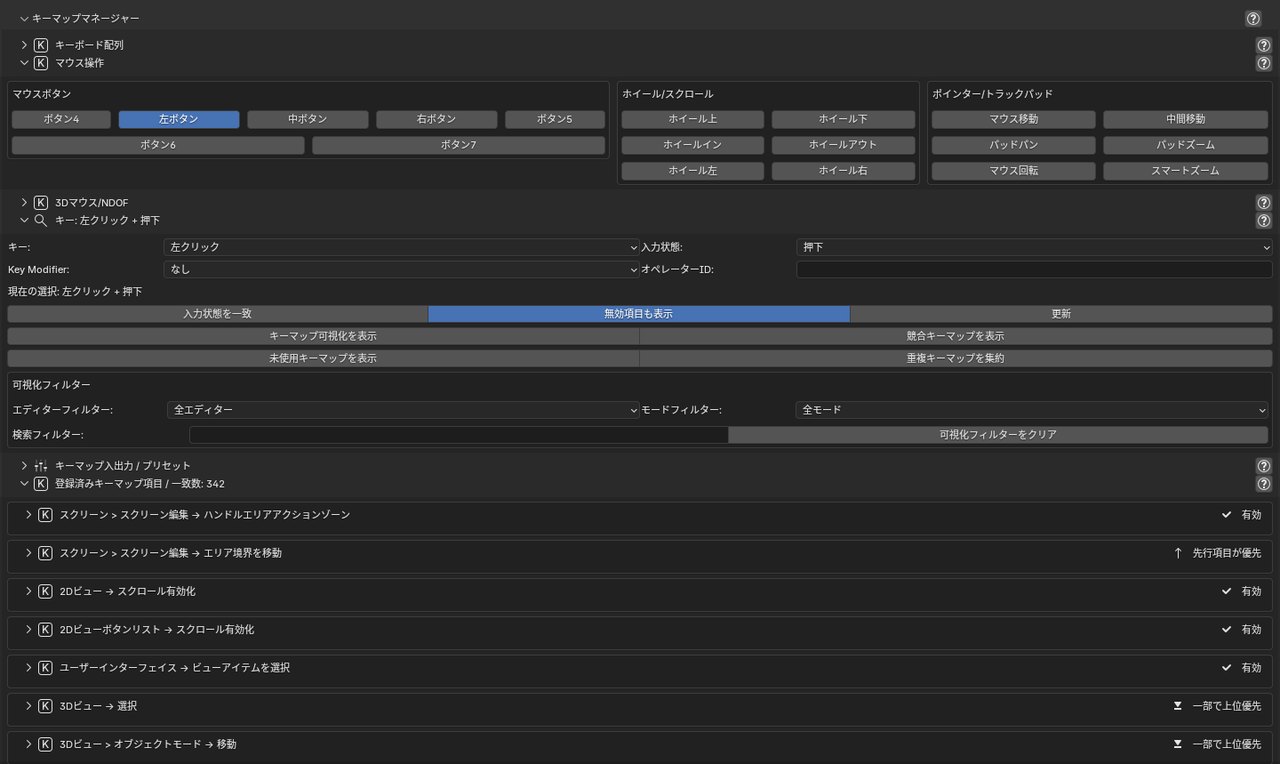 キーマップマネージャー
キーボード配列
マウス操作
マウスボタン
ボタン4 左ボタン 中ボタン 右ボタン ボタン5
ボタン6 ボタン7
ホイール/スクロール
ホイール上 ホイール下
ホイールイン ホイールアウト
ホイール左 ホイール右
ポインター/トラックパッド
マウス移動 中間移動
パッドパン パッドズーム
マウス回転 スマートズーム
3Dマウス/NDOF
キー: 左クリック + 押下
キー: 左クリック 入力状態: 押下
Key Modifier: なし オペレーターID:
現在の選択: 左クリック + 押下
入力状態を一致 無効項目も表示 更新
キーマップ可視化を表示 競合キーマップを表示
未使用キーマップを表示 重複キーマップを集約
可視化フィルター
エディターフィルター: 全エディター モードフィルター: 全モード
検索フィルター: 可視化フィルターをクリア
キーマップ入出力 / プリセット
登録済みキーマップ項目 / 一致数: 342
スクリーン > スクリーン編集 → ハンドルエリアアクションゾーン 有効
スクリーン > スクリーン編集 → エリア境界を移動 先行項目が優先
2Dビュー → スクロール有効化 有効
2Dビューボタンリスト → スクロール有効化 有効
ユーザーインターフェイス → ビューアイテムを選択 有効
3Dビュー → 選択 一部で上位優先
3Dビュー > オブジェクトモード → 移動 一部で上位優先